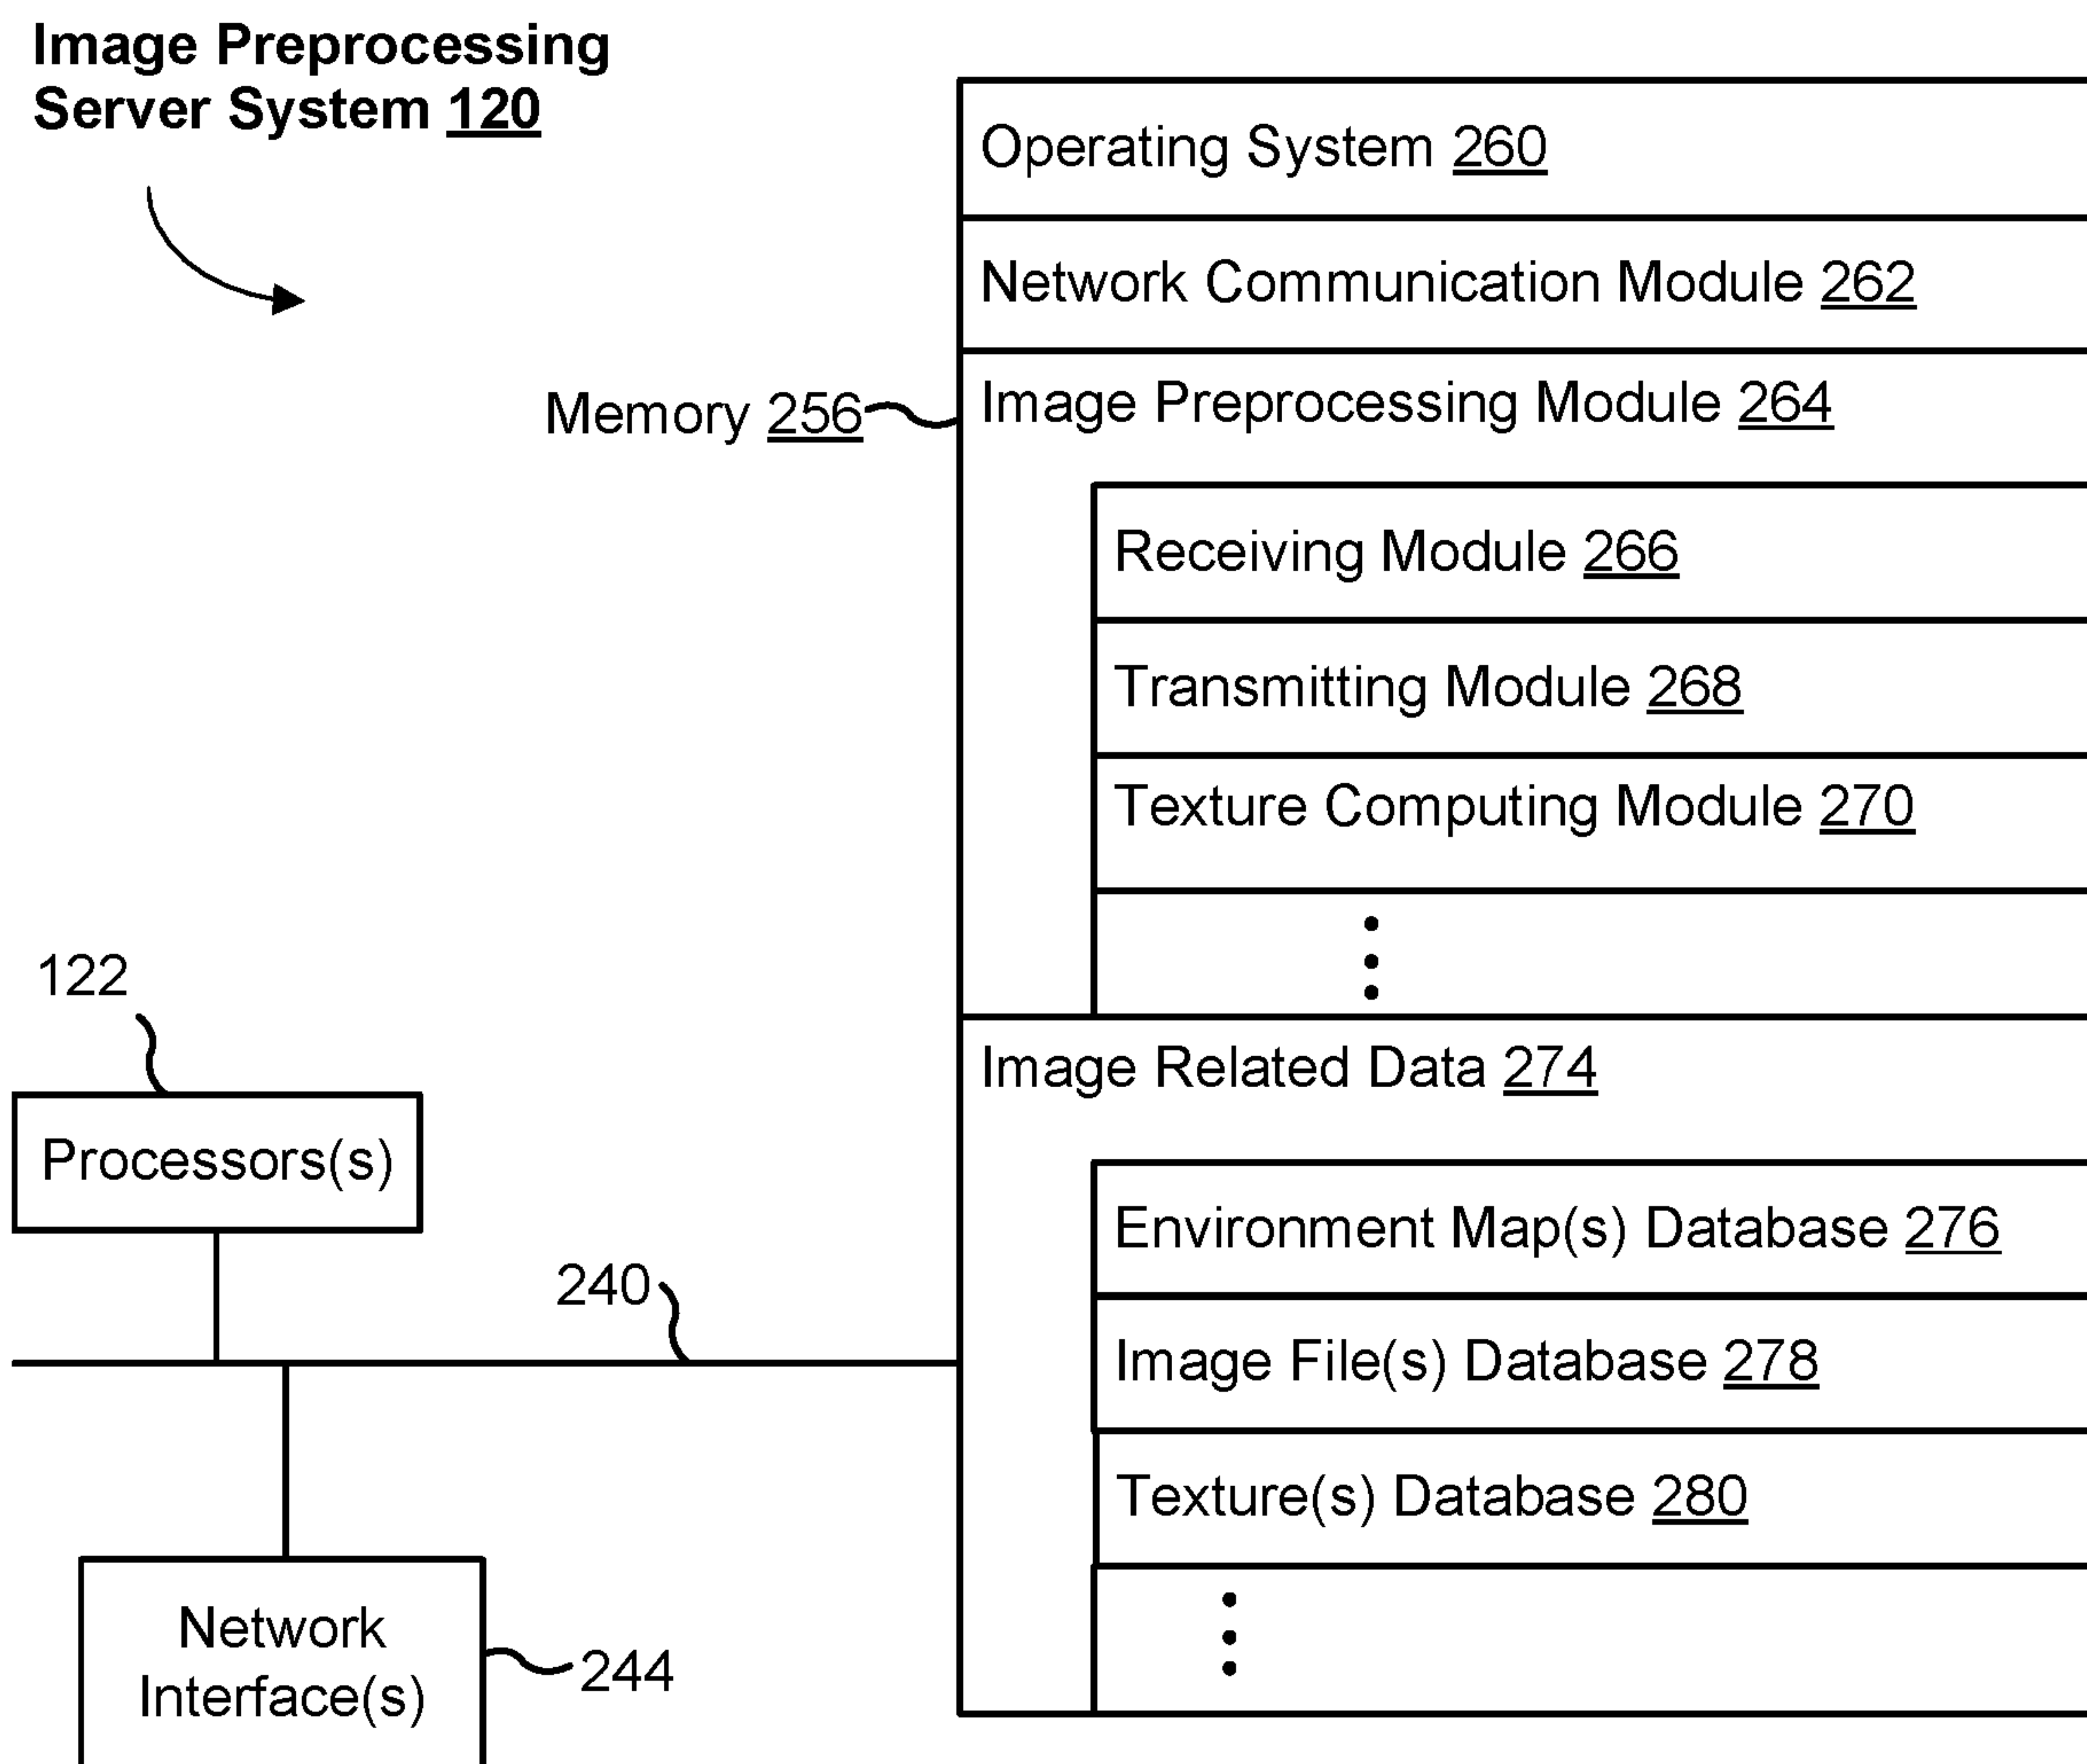 Image Preprocessing
Server System 120
Operating System 260
Network Communication Module 262
Memory 256
Image Preprocessing Module 264
Receiving Module 266
Transmitting Module 268
Texture Computing Module 270
122
Image Related Data 274
Processors(s)
Environment Map(s) Database 276
240
Image File(s) Database 278
Texture(s) Database 280
Network
Interface(s)
244